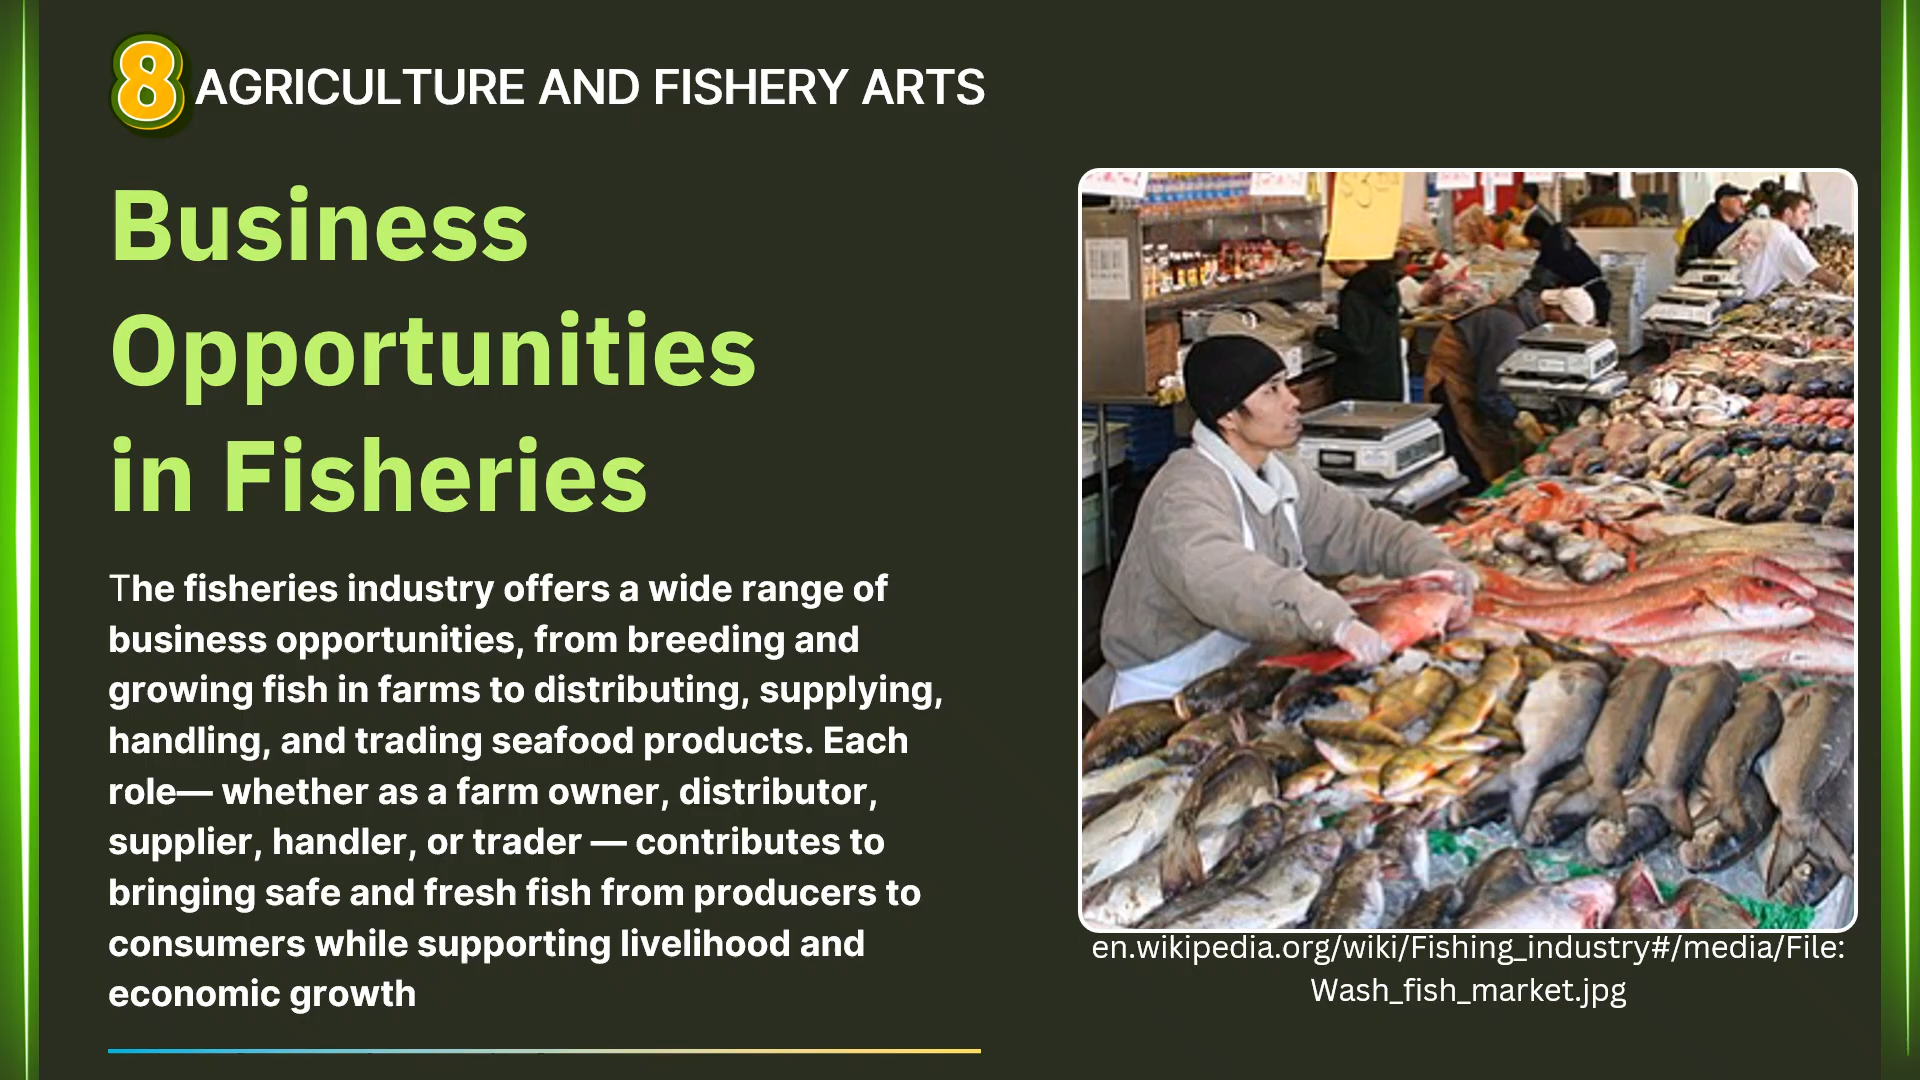 8 AGRICULTURE AND FISHERY ARTS
Business
Opportunities
in Fisheries
The fisheries industry offers a wide range of
business opportunities, from breeding and
growing fish in farms to distributing, supplying,
handling, and trading seafood products. Each
role— whether as a farm owner, distributor,
supplier, handler, or trader — contributes to
bringing safe and fresh fish from producers to
consumers while supporting livelihood and
economic growth
en.wikipedia.org/wiki/Fishing_industry#/media/File:
Wash_fish_market.jpg